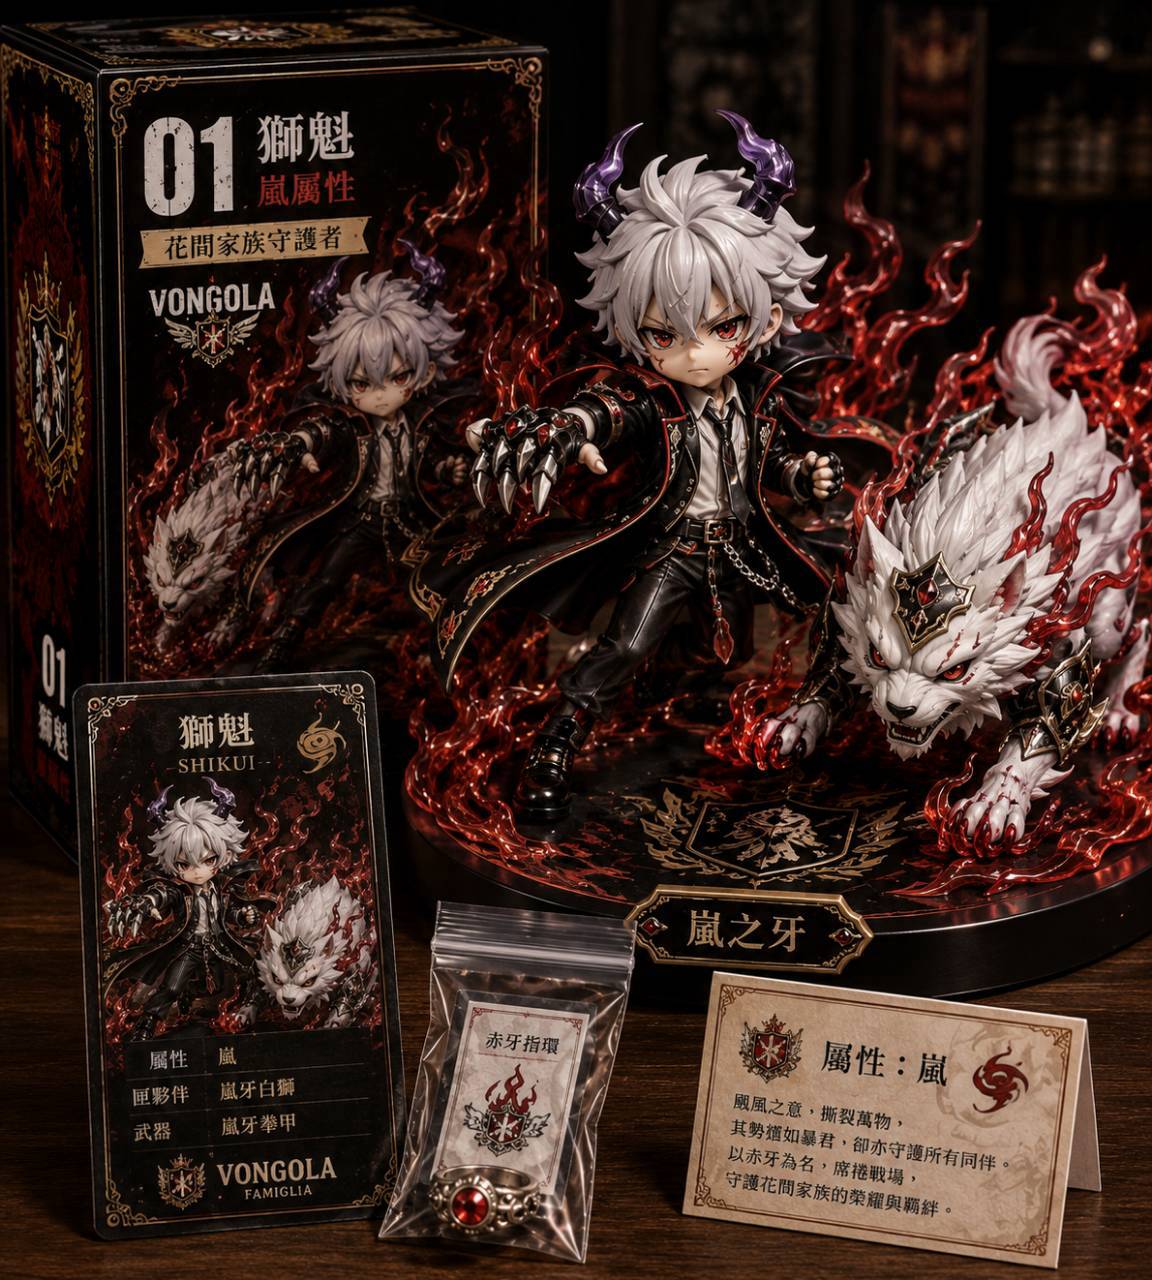 01
獅魁
嵐屬性
花間家族守護者
VONGOLA
01
獅魁
獅魁
SHIKUI
屬性 嵐
匣夥伴 嵐牙白獅
武器 嵐牙拳甲
VONGOLA
FAMIGLIA
赤牙指環
嵐之牙
屬性：嵐
颶風之意，撕裂萬物，
其勢猶如暴君，卻亦守護所有同伴。
以赤牙為名，席捲戰場，
守護花間家族的榮耀與羈絆。